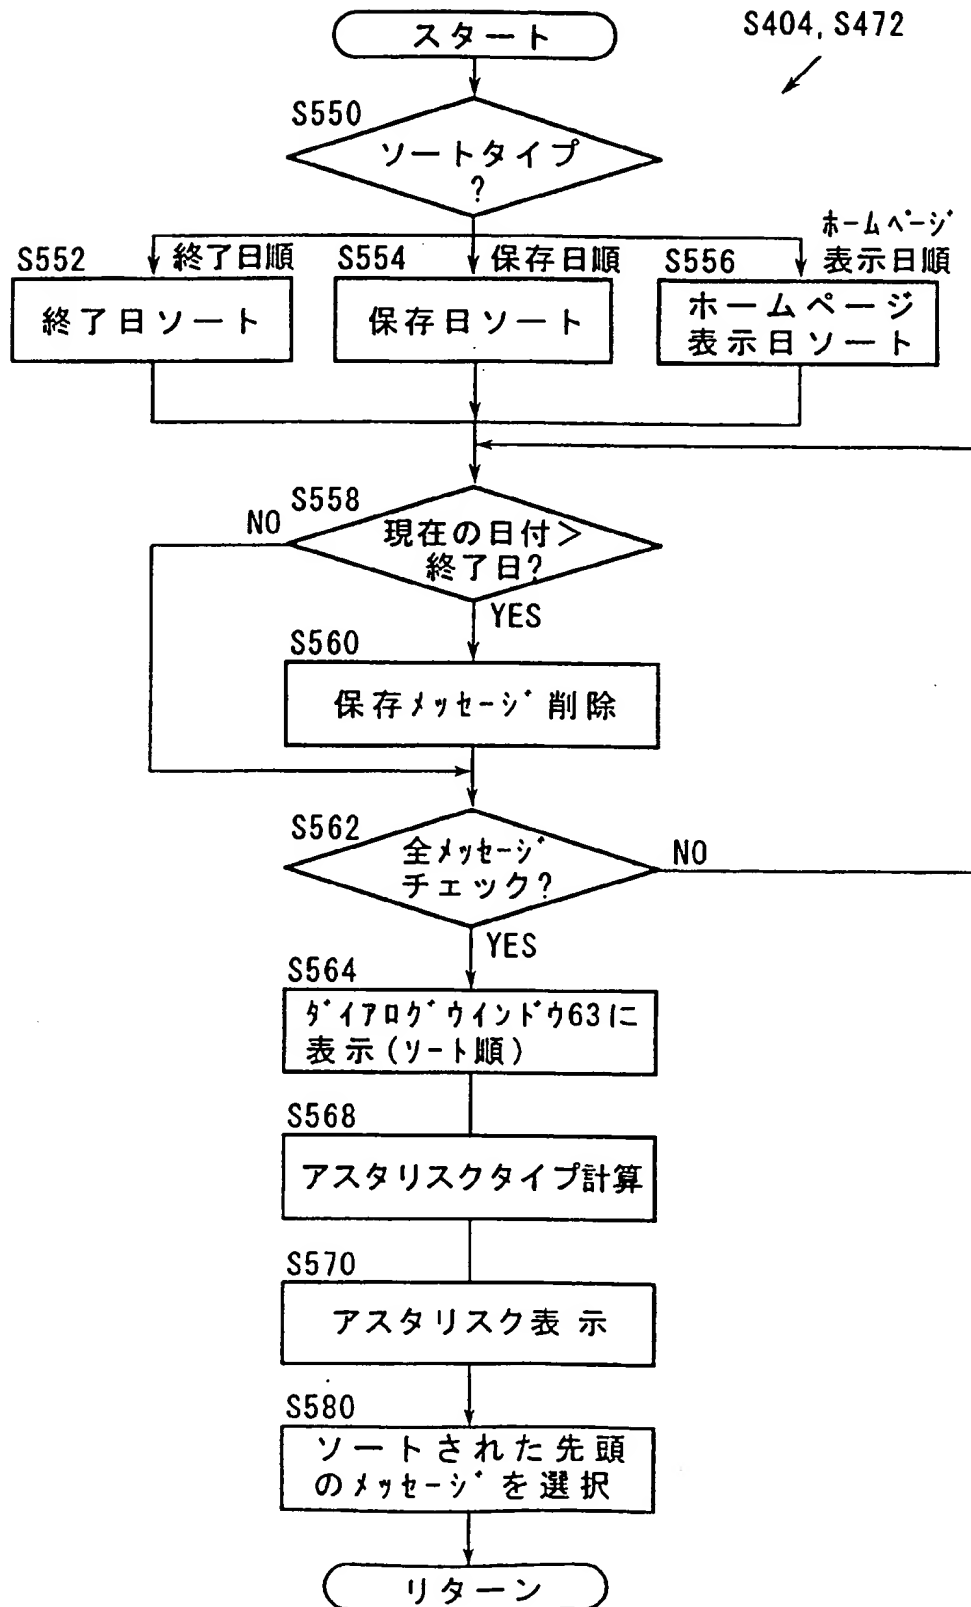 S404, S472
スタート
S550
ソートタイプ
?
S552
終了日順
S554
保存日順
S556
ホームページ
表示日順
終了日ソート
保存日ソート
ホームページ
表示日ソート
S558
NO
現在の日付>
終了日?
YES
S560
保存メッセージ削除
S562
全メッセージ
チェック?
NO
YES
S564
ダイアログウインドウ63に
表示(ソート順)
S568
アスタリスクタイプ計算
S570
アスタリスク表示
S580
ソートされた先頭
のメッセージを選択
リターン